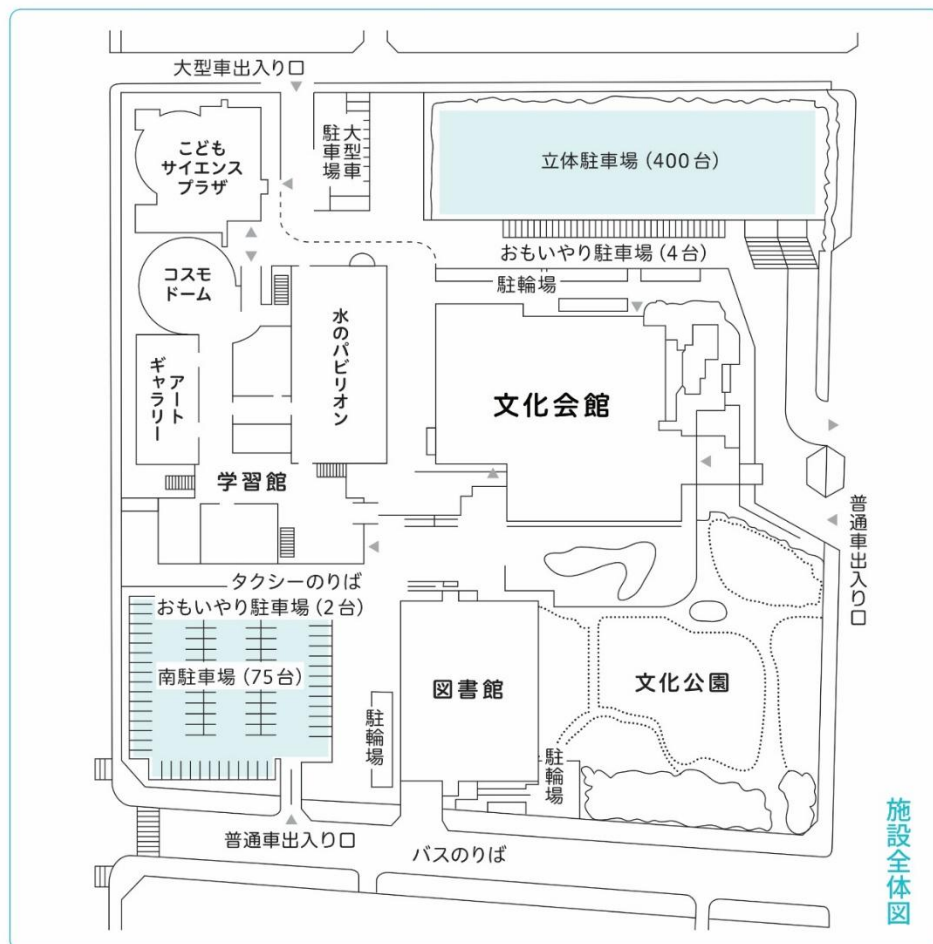 大型車出入り口
こども
サイエンス
プラザ
大型車
駐車場
立体駐車場（400台）
おもいやり駐車場（4台）
駐輪場
コスモ
ドーム
水のパビリオン
アート
ギャラリー
文化会館
学習館
普通車出入り口
タクシーのりば
おもいやり駐車場（2台）
南駐車場（75台）
図書館
文化公園
駐輪場
駐輪場
普通車出入り口
バスのりば
施設全体図